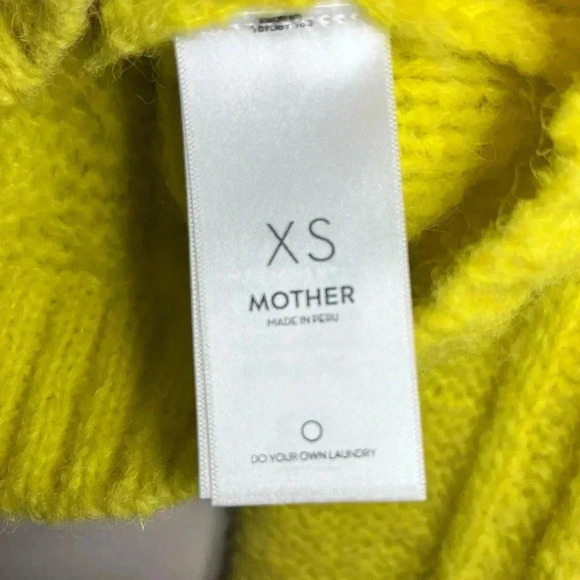 XS
MOTHER
MADE IN PERU
DO YOUR OWN LAUNDRY